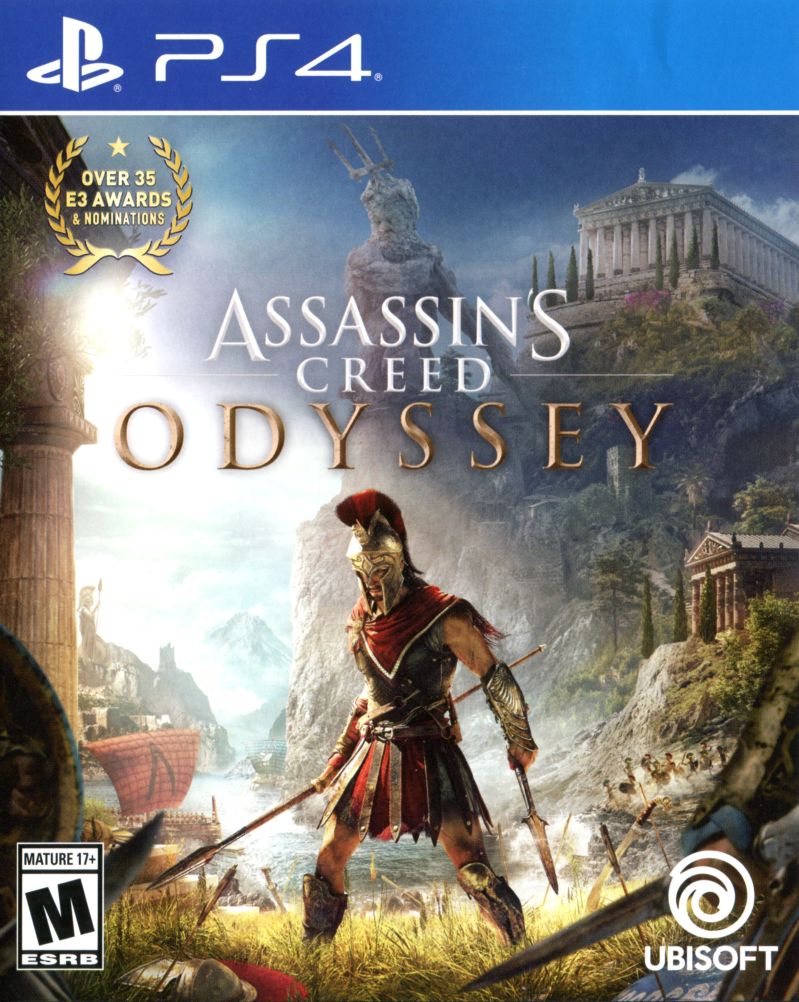 PS4®
OVER 35
E3 AWARDS
& NOMINATIONS
ASSASSIN'S
CREED
ODYSSEY
MATURE 17+
M
ESRB
UBISOFT